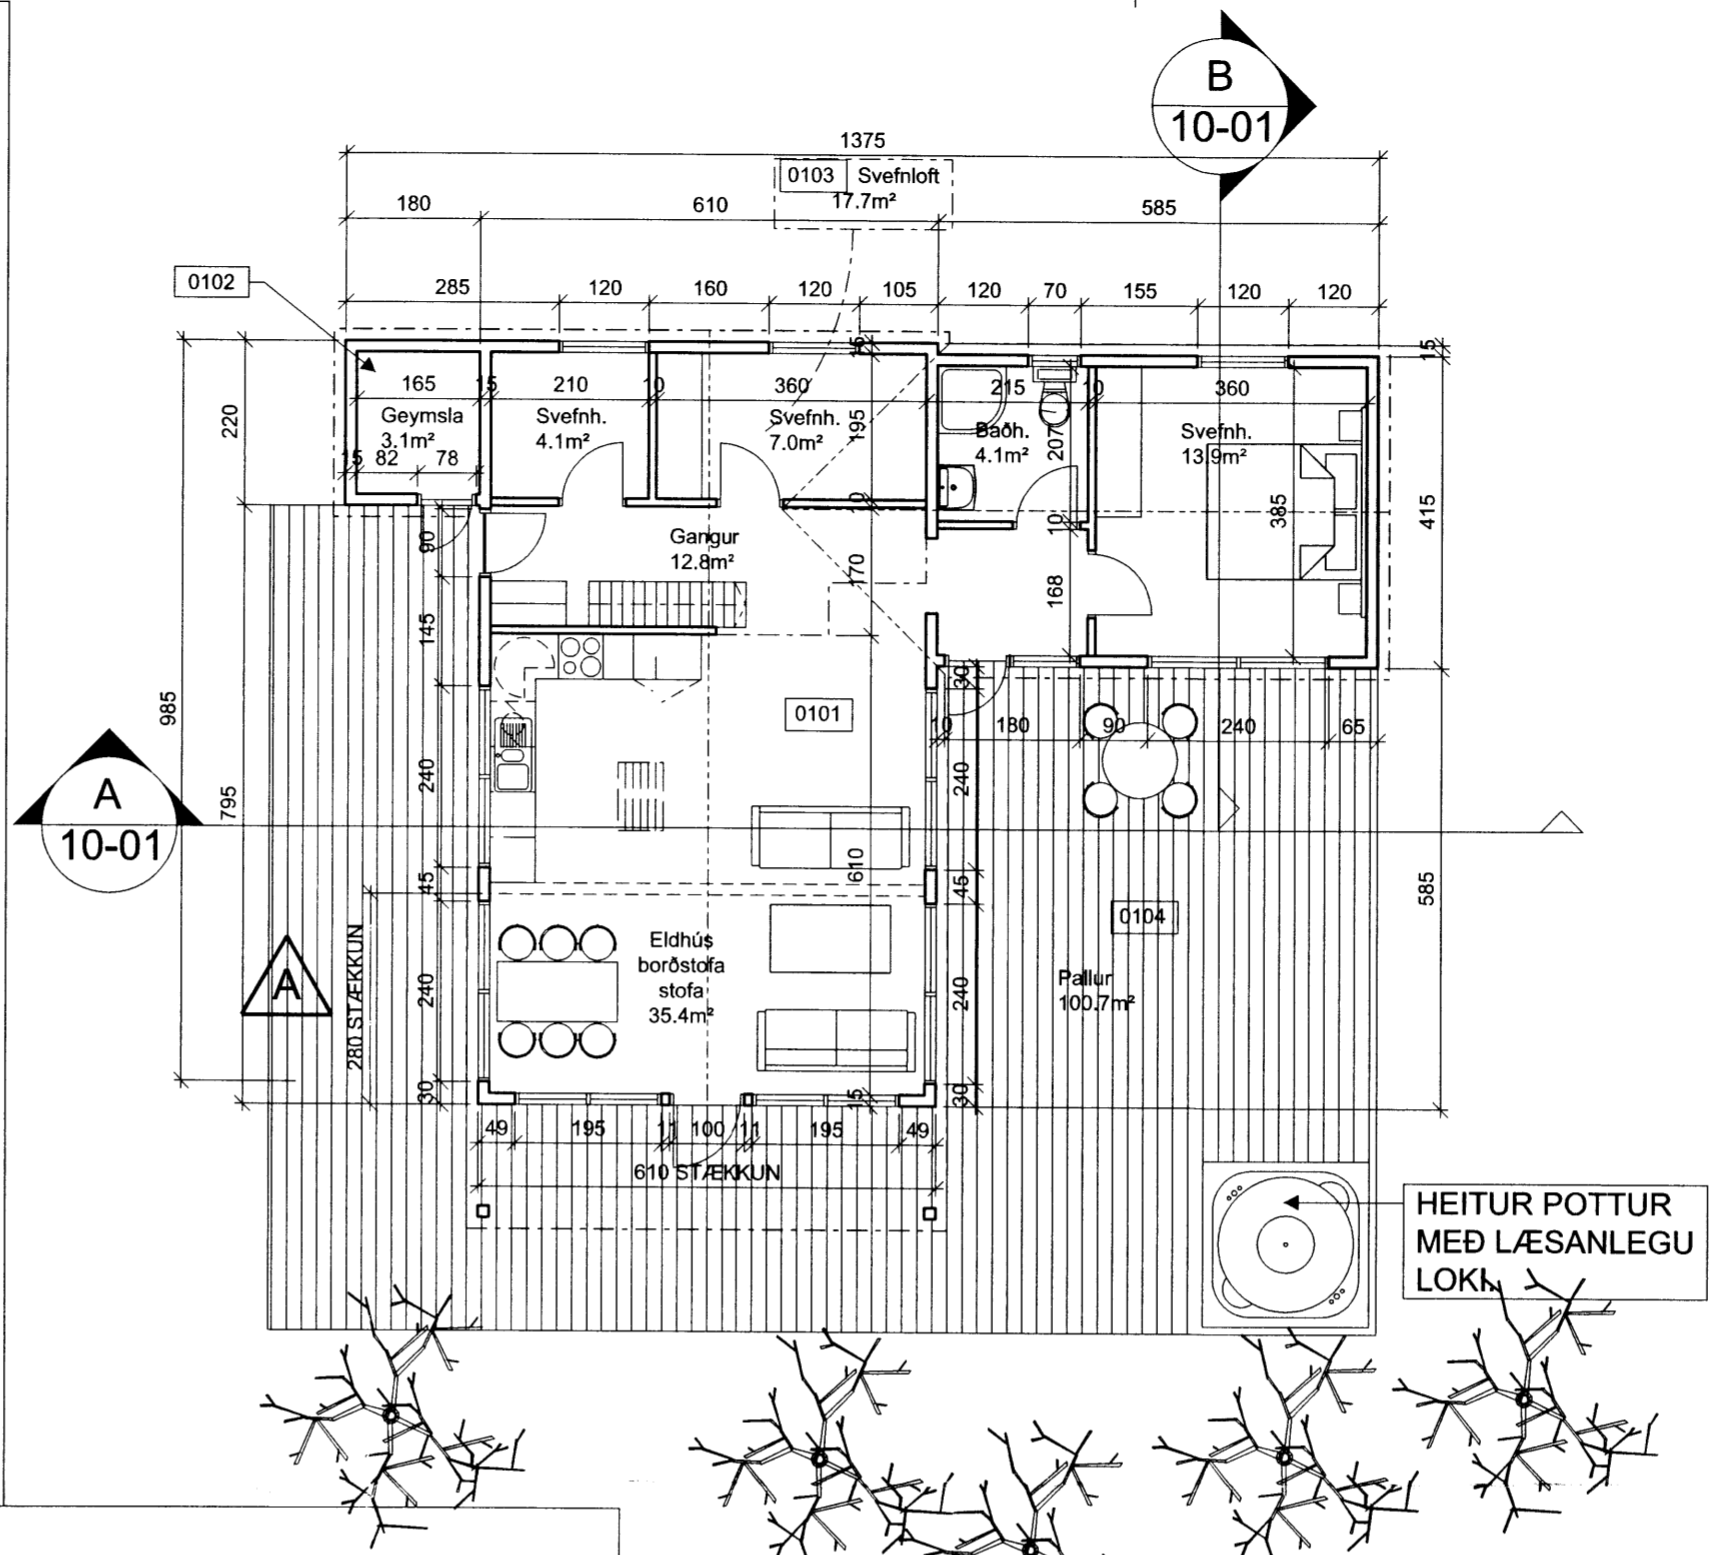 B
10-01
1375
0103 Svefnloft
17.7m²
180 610 585
0102
285 120 160 120 105 120 70 155 120 120
15 15
165 15 210 10 360 215 10 360
220
Geymsla
3.1m²
Svefnh.
4.1m²
Svefnh.
7.0m²
195
Baðh.
4.1m²
207
Svefnh.
13.9m²
15 82 78
10
385
415
90
Gangur
12.8m²
10
170
168
145
985
0101
30
10 180 90 240 65
A
10-01
795
240
240
610
45
45
585
0104
280 STÆKKUN
A
Eldhús
borðstofa
stofa
35.4m²
240
240
Pallur
100.7m²
30
15
30
49 195 11 100 11 195 49
610 STÆKKUN
HEITUR POTTUR
MEÐ LÆSANLEGU
LOKI.